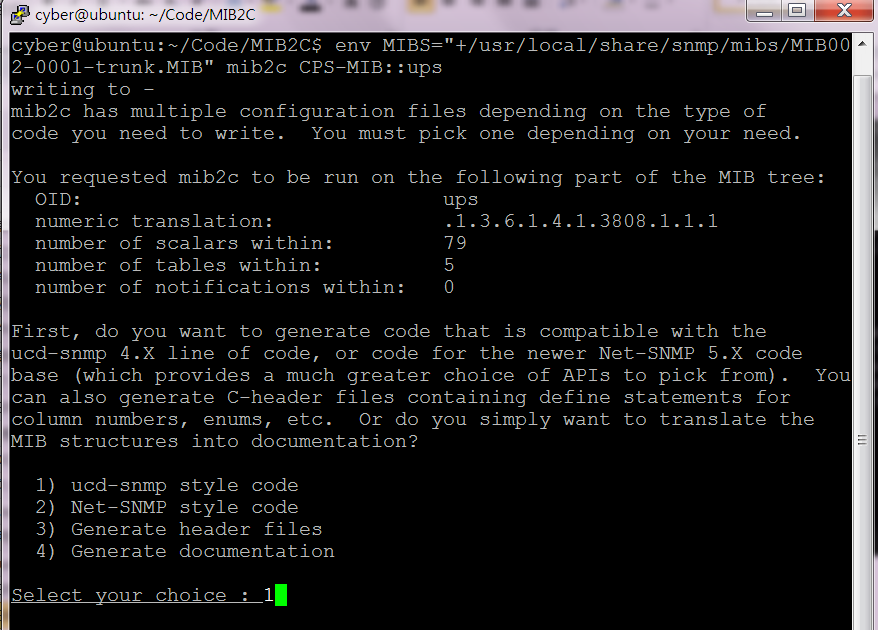 cyber@ubuntu: ~/Code/MIB2C
cyber@ubuntu:~/Code/MIB2C$ env MIBS="+/usr/local/share/snmp/mibs/MIB00
2-0001-trunk.MIB" mib2c CPS-MIB::ups
writing to -
mib2c has multiple configuration files depending on the type of
code you need to write.  You must pick one depending on your need.

You requested mib2c to be run on the following part of the MIB tree:
  OID:                              ups
  numeric translation:              .1.3.6.1.4.1.3808.1.1.1
  number of scalars within:         79
  number of tables within:          5
  number of notifications within:   0

First, do you want to generate code that is compatible with the
ucd-snmp 4.X line of code, or code for the newer Net-SNMP 5.X code
base (which provides a much greater choice of APIs to pick from).  You
can also generate C-header files containing define statements for
column numbers, enums, etc.  Or do you simply want to translate the
MIB structures into documentation?

  1) ucd-snmp style code
  2) Net-SNMP style code
  3) Generate header files
  4) Generate documentation

Select your choice : 1